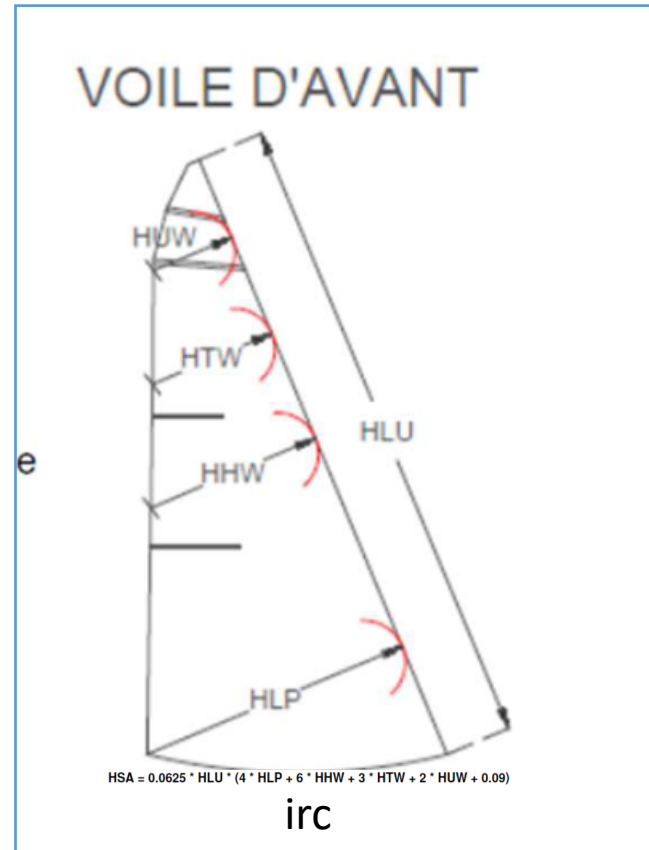 VOILE D'AVANT
HUW
HTW
HLU
e
HHW
HLP
HSA = 0.0625 * HLU * (4 * HLP + 6 * HHW + 3 * HTW + 2 * HUW + 0.09)
irc